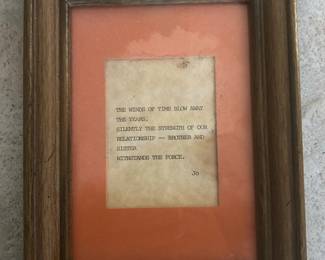 THE WINDS OF TIME BLOW AWAY
THE YEARS.
SILENTLY THE STRENGTH OF OUR
RELATIONSHIP -- BROTHER AND
SISTER
WITHSTANDS THE FORCE.
Jo